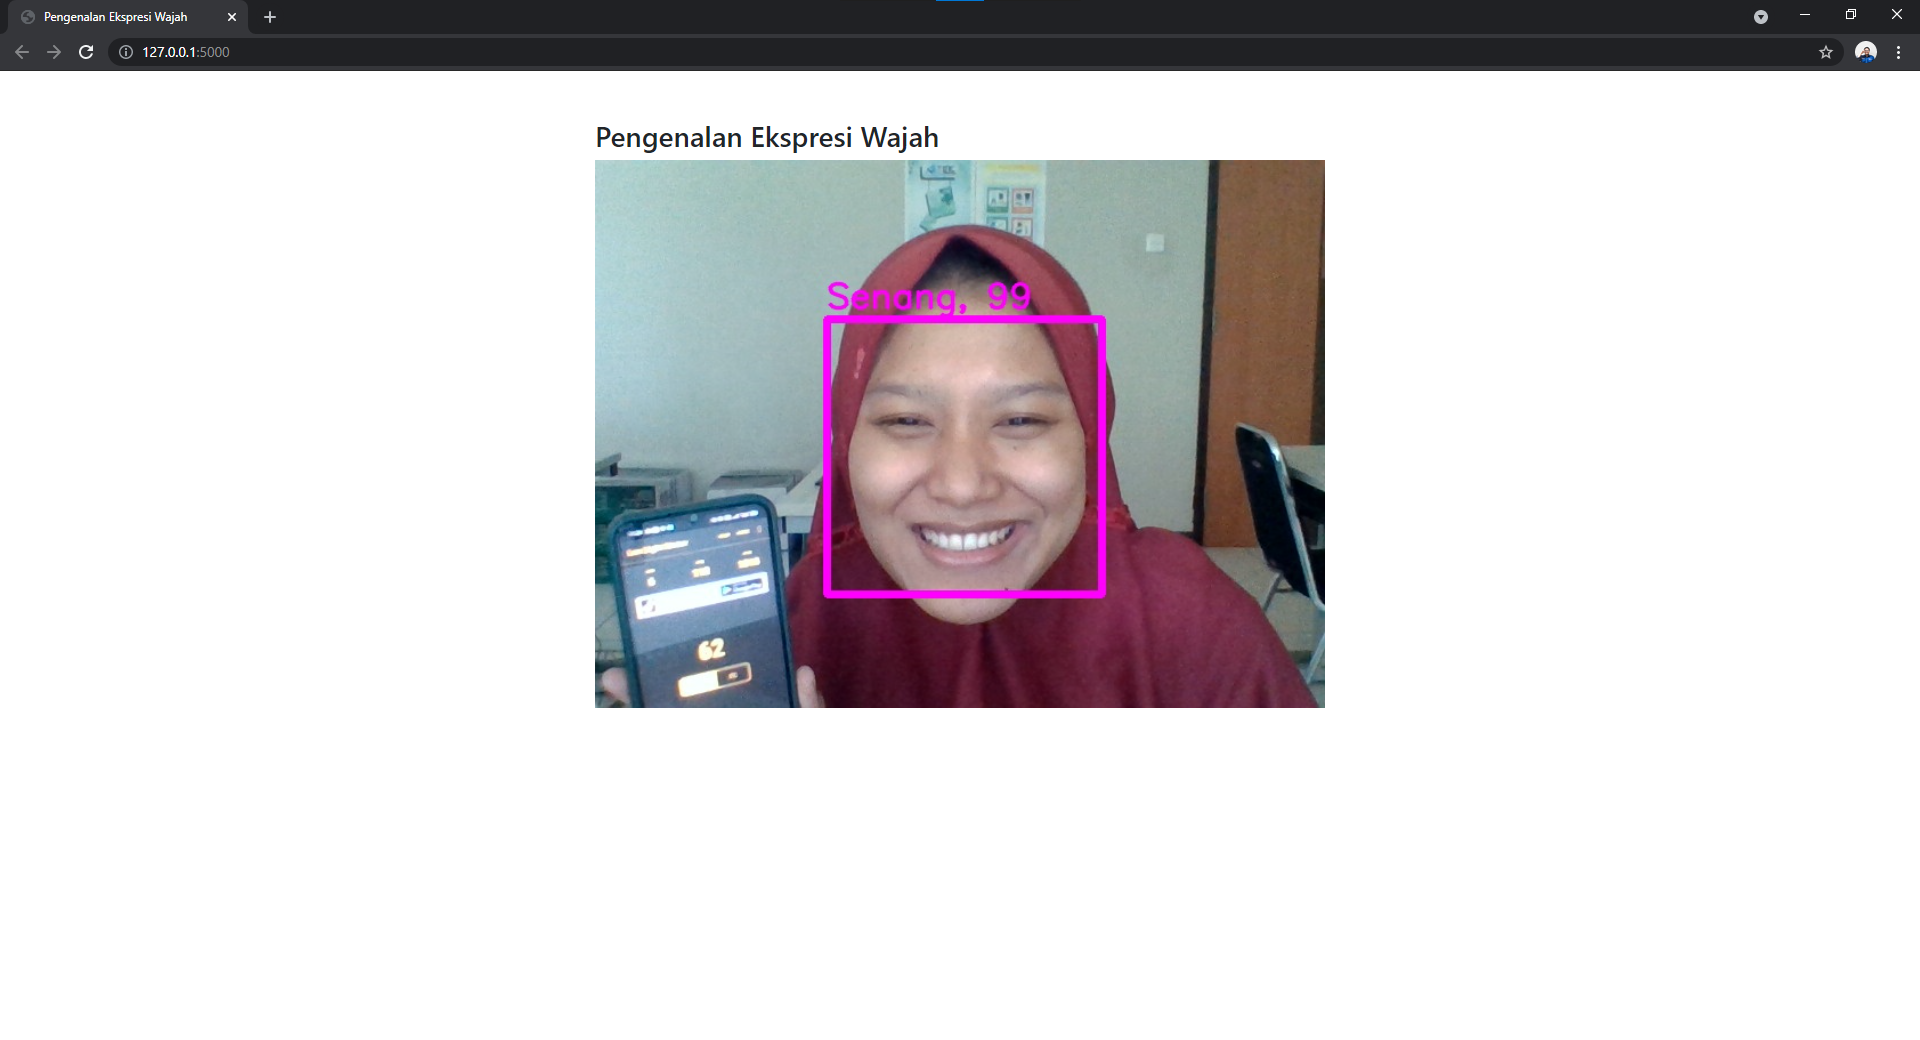 Pengenalan Ekspresi Wajah
127.0.0.1:5000
Pengenalan Ekspresi Wajah
Senang, 99
62